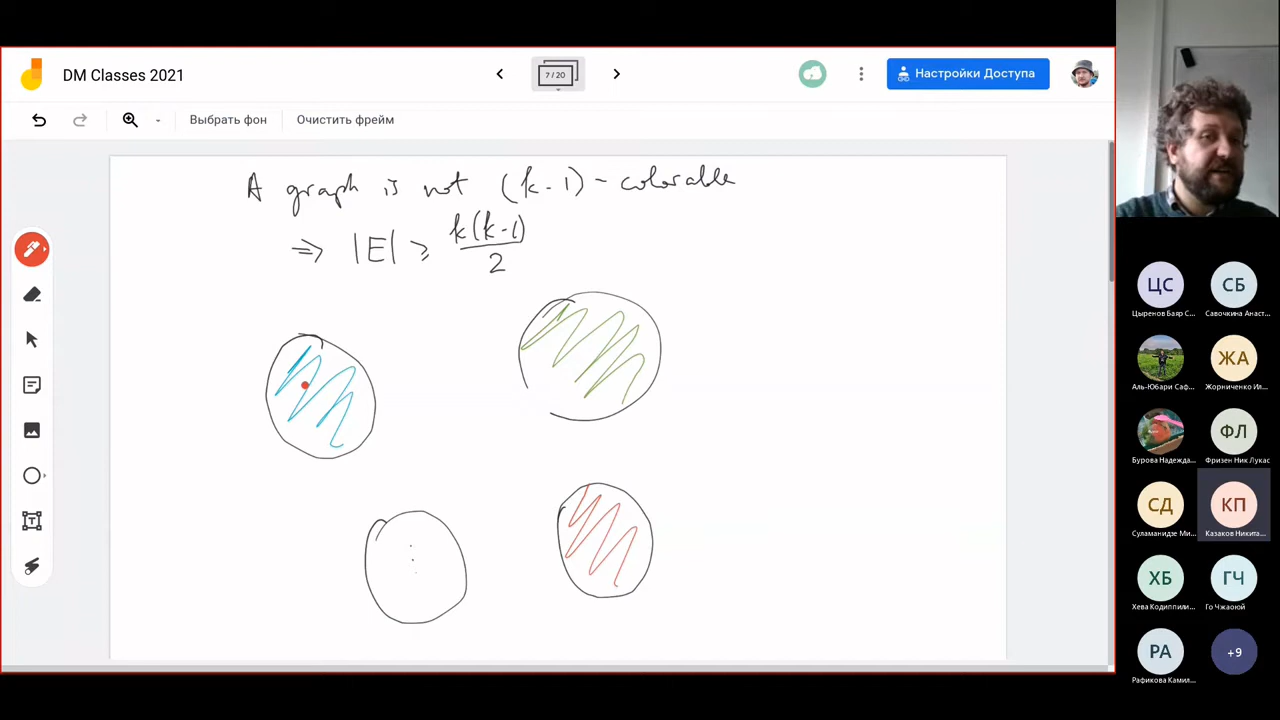 DM Classes 2021
7 / 20
Настройки Доступа
Выбрать фон
Очистить фрейм
A graph is not (k-1)-colorable
⇒ |E| ≥ k(k-1)/2
ЦС
СБ
Цыренов Баяр С...
Савочкина Анаст...
ЖА
Аль-Юбари Саф...
Жорниченко Ил...
ФЛ
Бурова Надежда...
Фризен Ник Лукас
СД
КП
Суламанидзе Ми...
Казаков Никита...
ХБ
ГЧ
Хева Кодиппили...
Го Чжаоюй
РА
+9
Рафикова Камил...